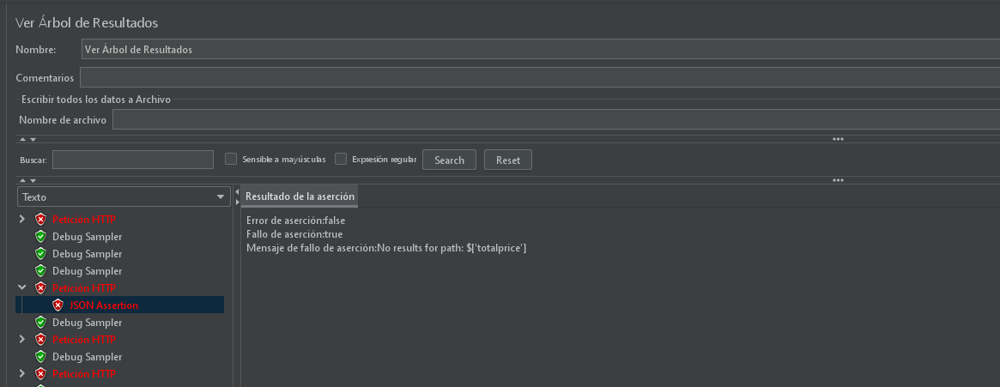 Ver Árbol de Resultados
Nombre: Ver Árbol de Resultados
Comentarios
Escribir todos los datos a Archivo
Nombre de archivo
Buscar: Sensible a mayúsculas Expresión regular Search Reset
Texto
Resultado de la aserción
Petición HTTP
Debug Sampler
Debug Sampler
Debug Sampler
Petición HTTP
JSON Assertion
Debug Sampler
Petición HTTP
Debug Sampler
Petición HTTP
Error de aserción:false
Fallo de aserción:true
Mensaje de fallo de aserción:No results for path: $['totalprice']